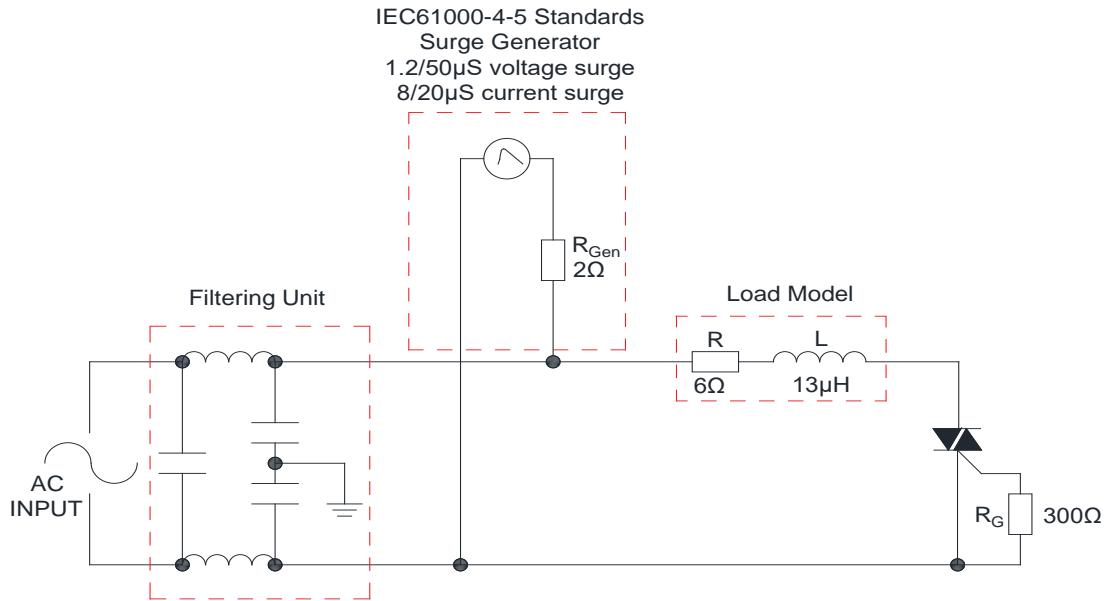 IEC61000-4-5 Standards
Surge Generator
1.2/50µS voltage surge
8/20µS current surge
RGen
2Ω
Filtering Unit
Load Model
R
L
6Ω
13µH
AC
INPUT
RG
300Ω